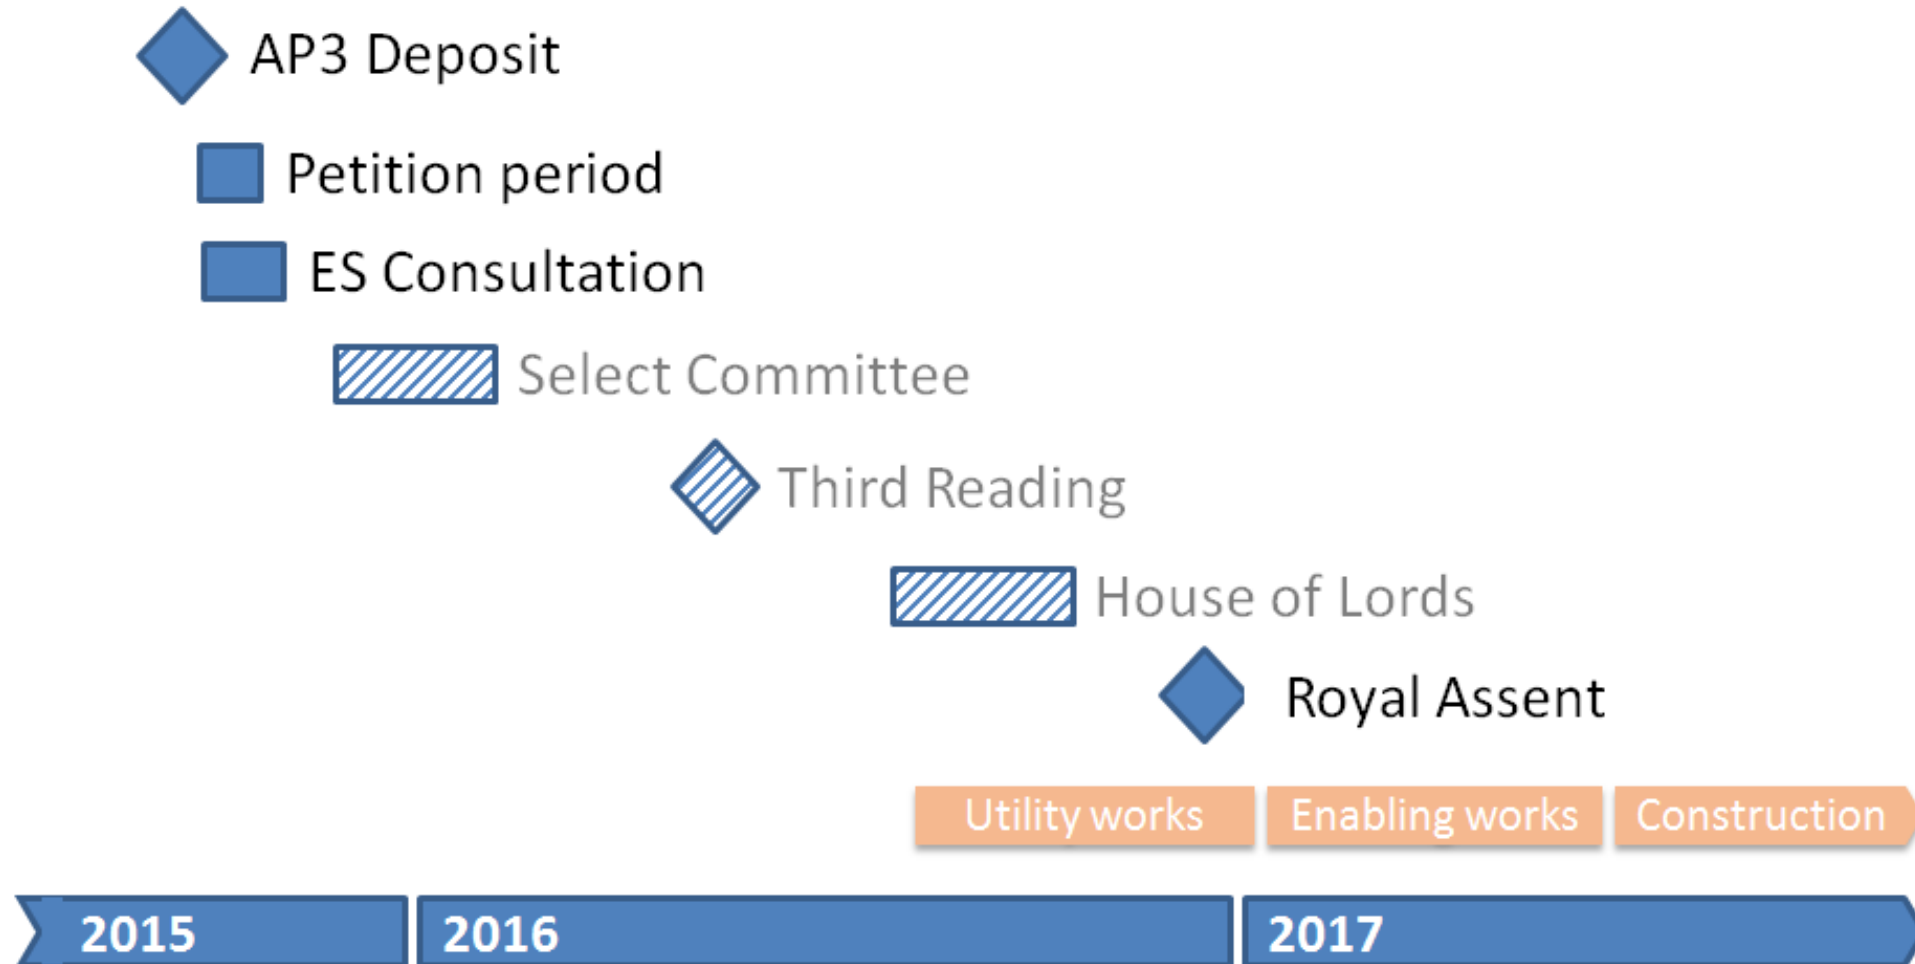 AP3 Deposit
Petition period
ES Consultation
Select Committee
Third Reading
House of Lords
Royal Assent
Utility works Enabling works Construction
2015 2016 2017